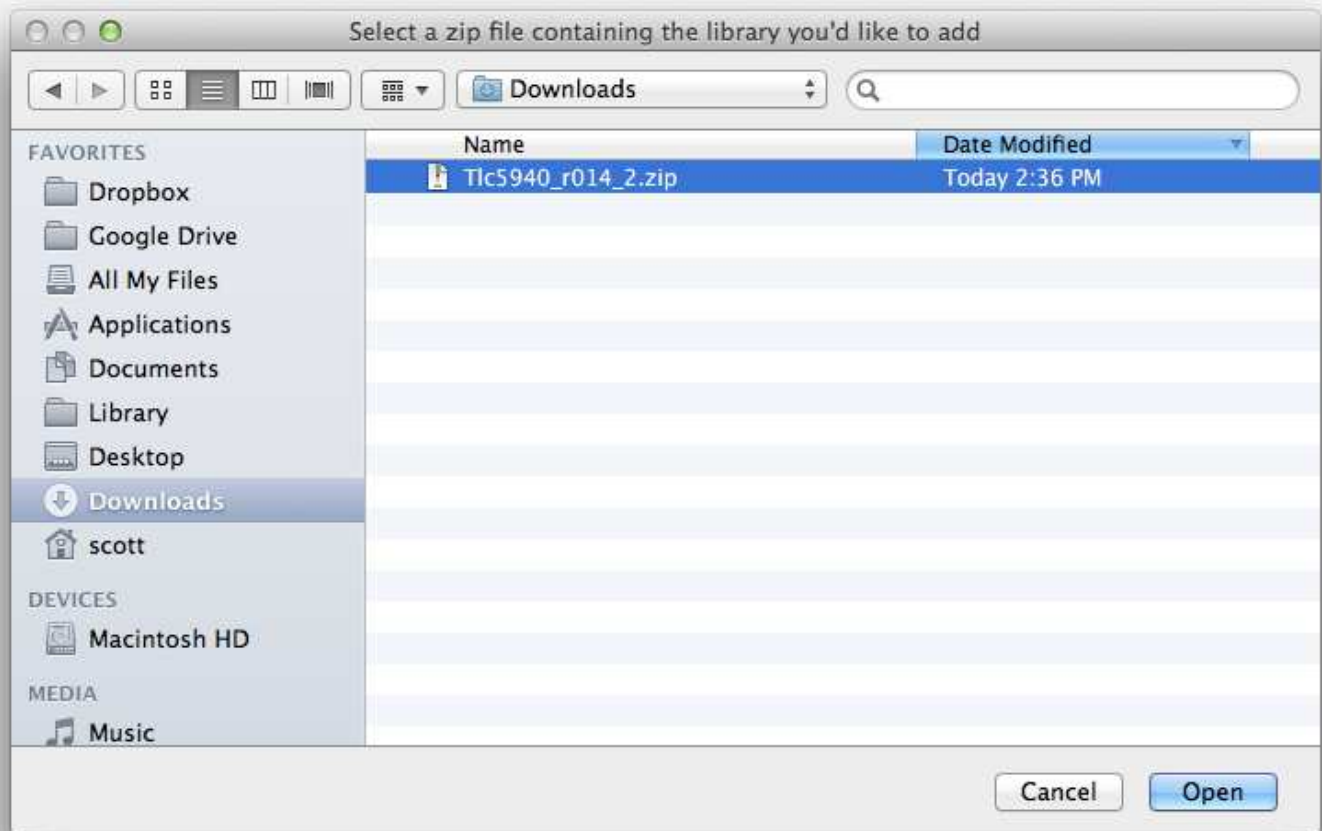 Select a zip file containing the library you'd like to add
Downloads
FAVORITES
Dropbox
Google Drive
All My Files
Applications
Documents
Library
Desktop
Downloads
scott
DEVICES
Macintosh HD
MEDIA
Music
Name Date Modified
Tlc5940_r014_2.zip Today 2:36 PM
Cancel Open